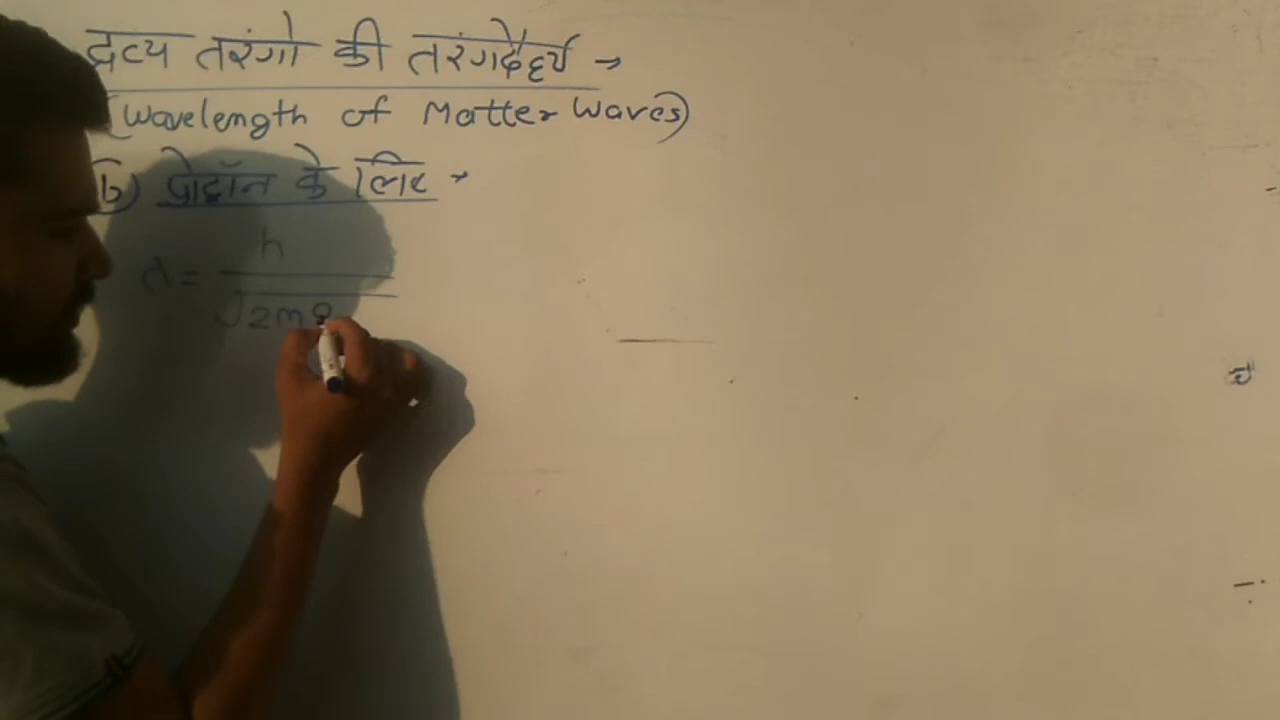 द्रव्य तरंगो की तरंगदैर्ध्य →
(Wavelength of Matter Waves)
b) प्रोटॉन के लिए →
h
λ = 
√2mq